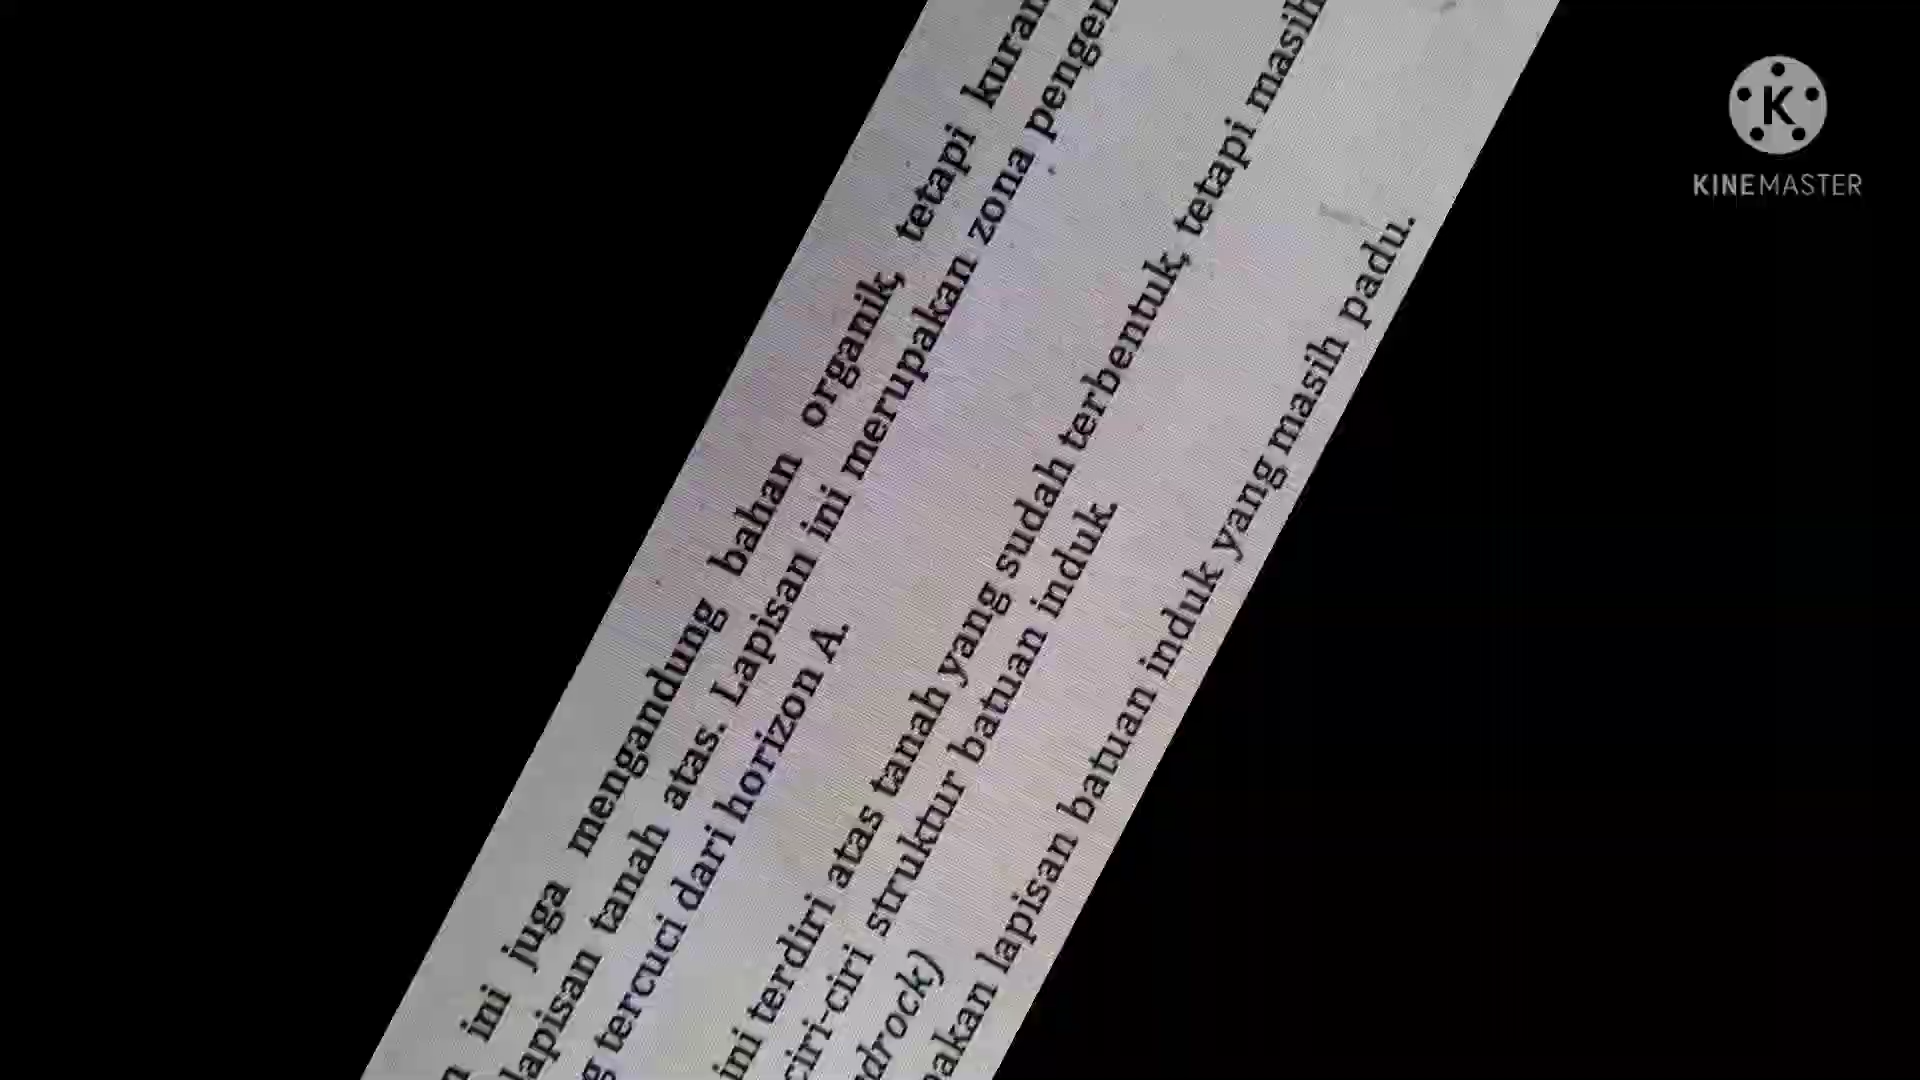 ini juga mengandung bahan organik, tetapi
lapisan tanah atas. Lapisan ini merupakan zona
tercuci dari horizon A.
ini terdiri atas tanah yang sudah terbentuk, tetapi masih
ciri-ciri struktur batuan induk.
lapisan batuan induk yang masih padu.
KINEMASTER